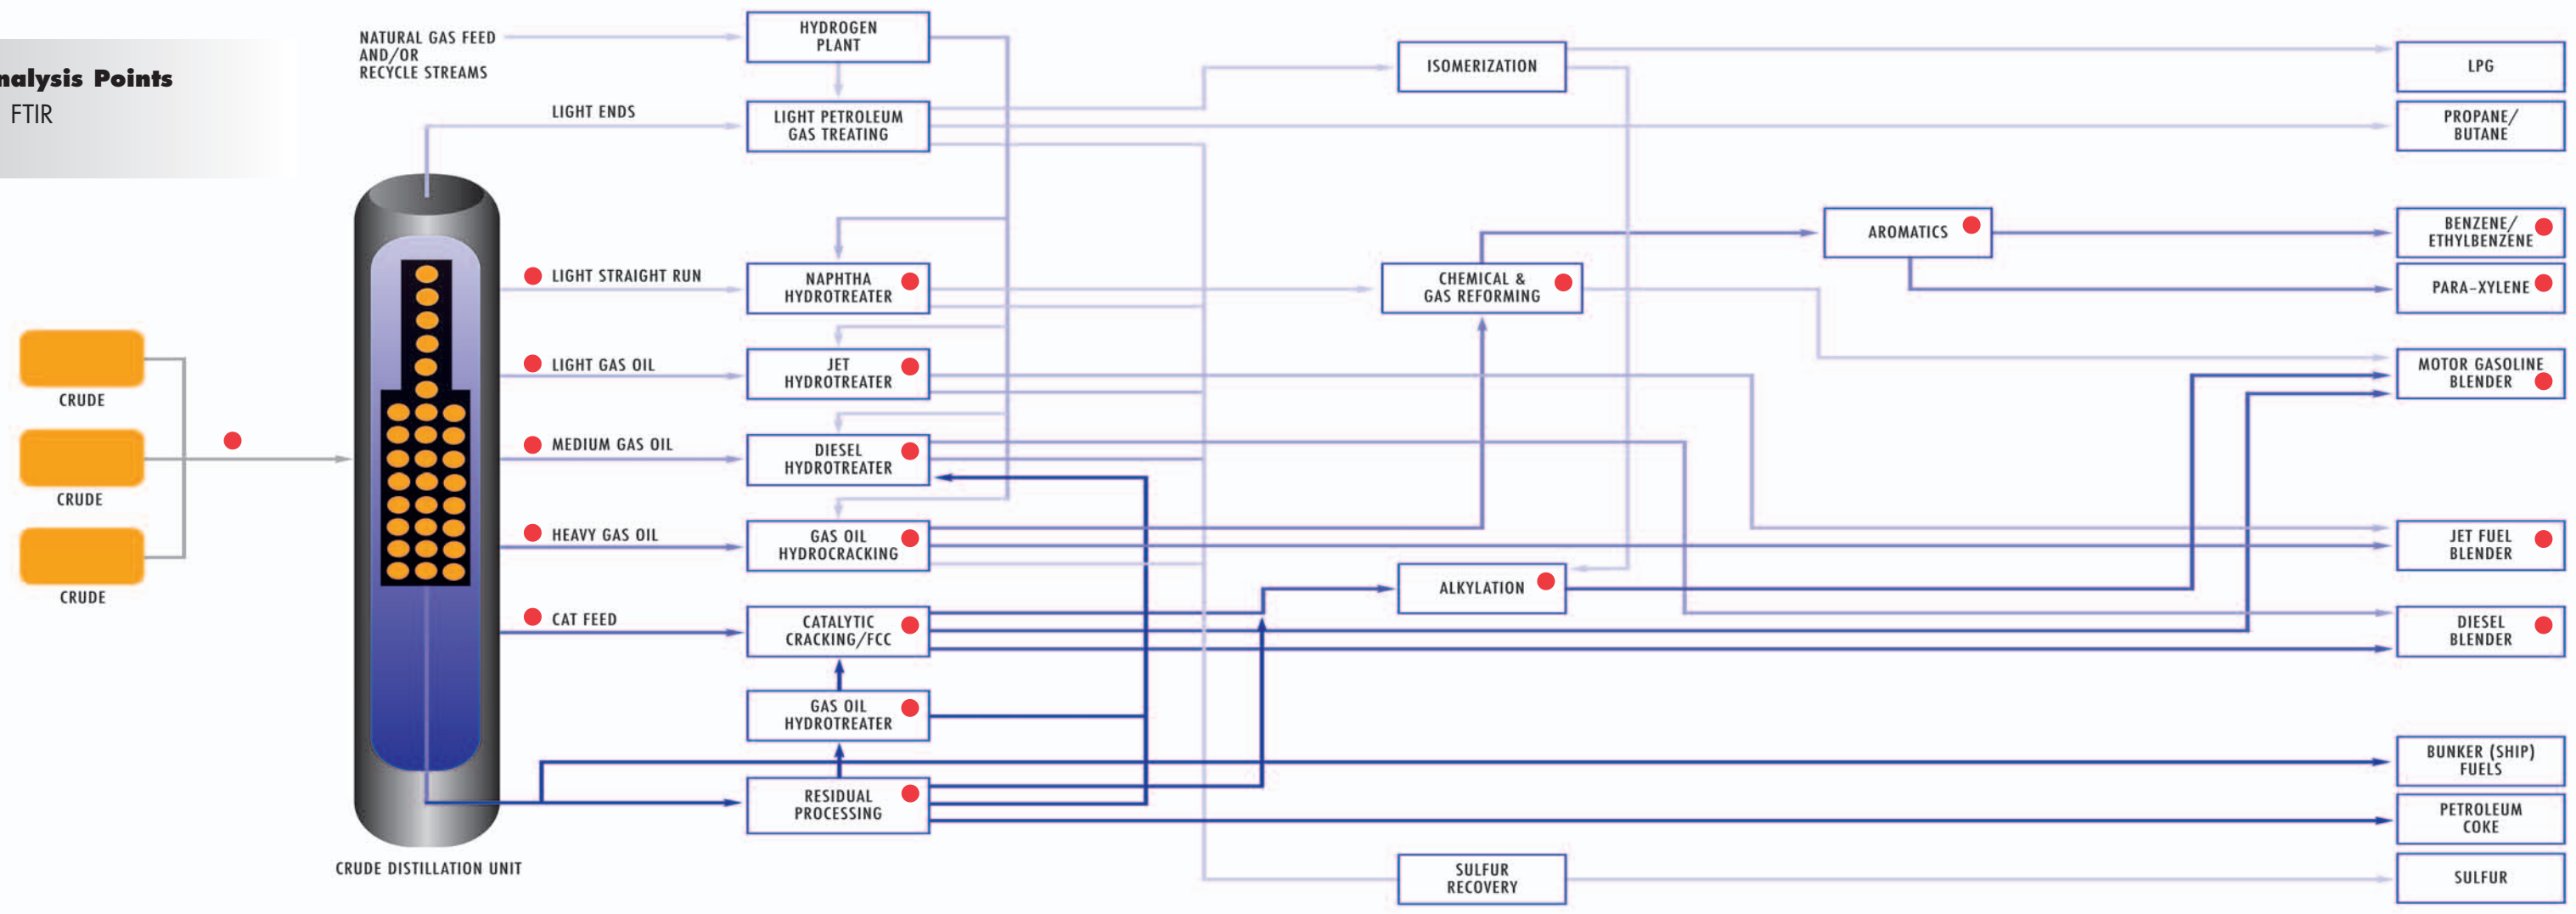 nalysis Points
FTIR
NATURAL GAS FEED
AND/OR
RECYCLE STREAMS
LIGHT ENDS
HYDROGEN
PLANT
LIGHT PETROLEUM
GAS TREATING
ISOMERIZATION
LPG
PROPANE/
BUTANE
LIGHT STRAIGHT RUN
NAPHTHA
HYDROTREATER
CHEMICAL &
GAS REFORMING
AROMATICS
BENZENE/
ETHYLBENZENE
PARA-XYLENE
LIGHT GAS OIL
JET
HYDROTREATER
MOTOR GASOLINE
BLENDER
CRUDE
MEDIUM GAS OIL
DIESEL
HYDROTREATER
CRUDE
HEAVY GAS OIL
GAS OIL
HYDROCRACKING
JET FUEL
BLENDER
CRUDE
ALKYLATION
CAT FEED
CATALYTIC
CRACKING/FCC
DIESEL
BLENDER
GAS OIL
HYDROTREATER
BUNKER (SHIP)
FUELS
RESIDUAL
PROCESSING
PETROLEUM
COKE
CRUDE DISTILLATION UNIT
SULFUR
RECOVERY
SULFUR